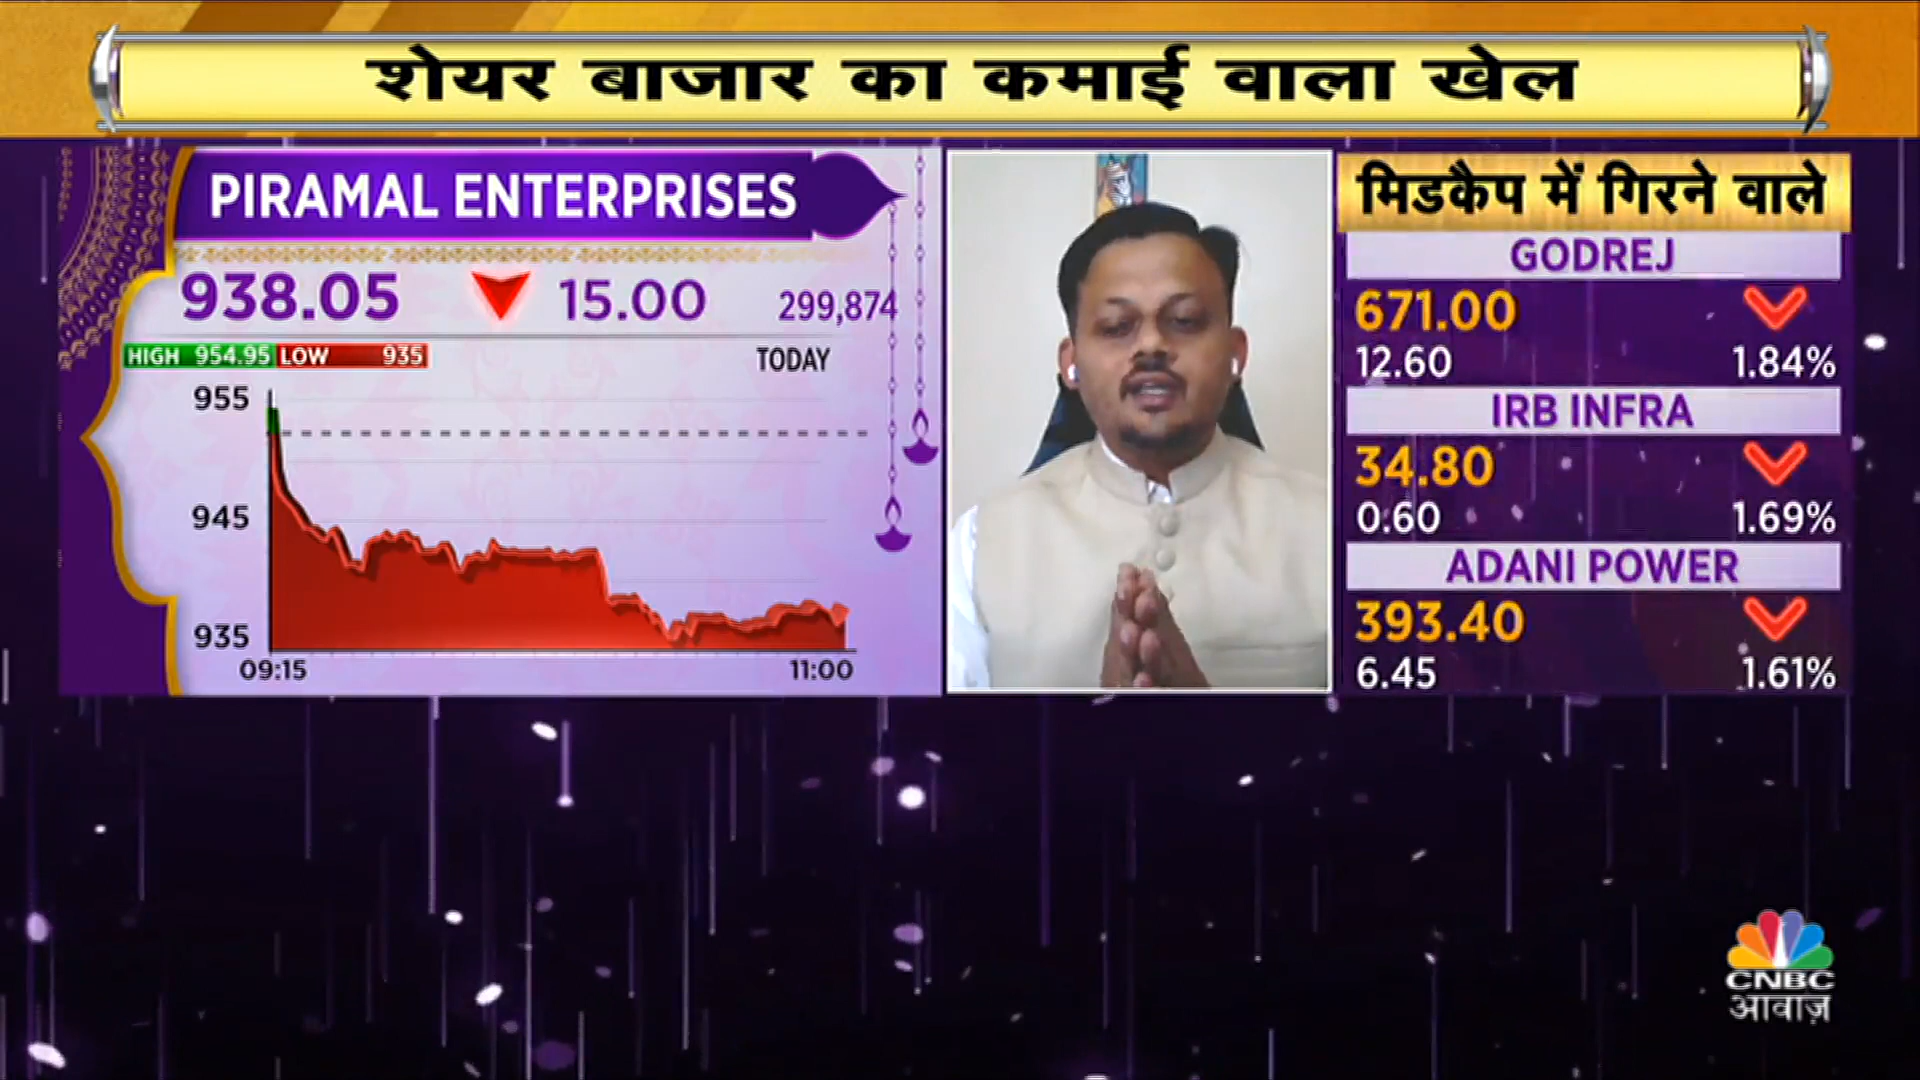 शेयर बाजार का कमाई वाला खेल
PIRAMAL ENTERPRISES
938.05 15.00 299,874
HIGH 954.95 LOW 935 TODAY
955
945
935
09:15 11:00
मिडकैप में गिरने वाले
GODREJ
671.00
12.60 1.84%
IRB INFRA
34.80
0.60 1.69%
ADANI POWER
393.40
6.45 1.61%
CNBC
आवाज़